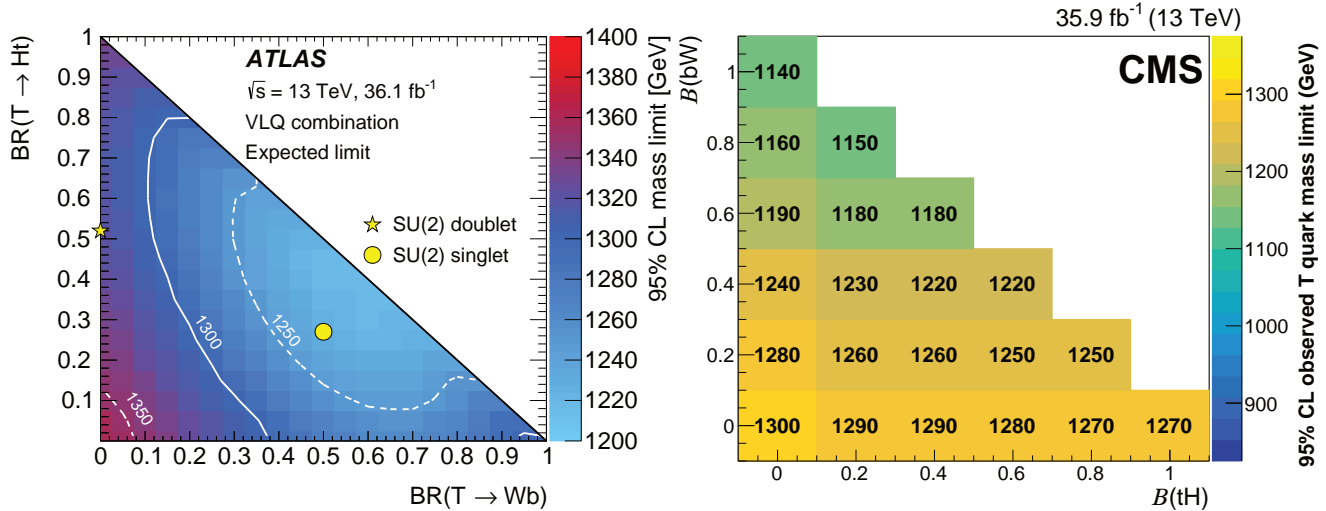 BR(T → Ht)
1
0.9
0.8
0.7
0.6
0.5
0.4
0.3
0.2
0.1
0 0.1 0.2 0.3 0.4 0.5 0.6 0.7 0.8 0.9 1
BR(T → Wb)
ATLAS
√s = 13 TeV, 36.1 fb⁻¹
VLQ combination
Expected limit
SU(2) doublet
SU(2) singlet
1350
1300
1250
1400
1380
1360
1340
1320
1300
1280
1260
1240
1220
1200
95% CL mass limit [GeV]
35.9 fb⁻¹ (13 TeV)
CMS
B(bW)
1
0.8
0.6
0.4
0.2
0
1140
1160 1150
1190 1180 1180
1240 1230 1220 1220
1280 1260 1260 1250 1250
1300 1290 1290 1280 1270 1270
0 0.2 0.4 0.6 0.8 1
B(tH)
1300
1200
1100
1000
900
95% CL observed T quark mass limit (GeV)